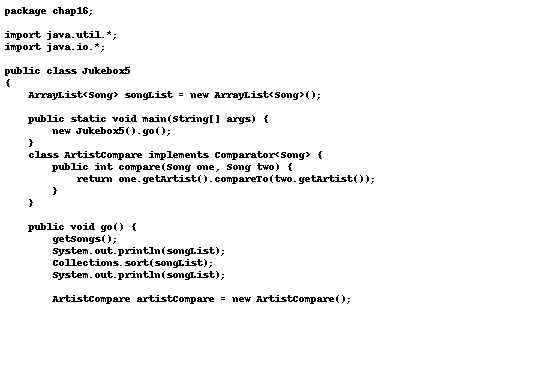 package chap16;

import java.util.*;
import java.io.*;

public class Jukebox5
{
    ArrayList<Song> songList = new ArrayList<Song>();

    public static void main(String[] args) {
        new Jukebox5().go();
    }
    class ArtistCompare implements Comparator<Song> {
        public int compare(Song one, Song two) {
            return one.getArtist().compareTo(two.getArtist());
        }
    }

    public void go() {
        getSongs();
        System.out.println(songList);
        Collections.sort(songList);
        System.out.println(songList);

        ArtistCompare artistCompare = new ArtistCompare();